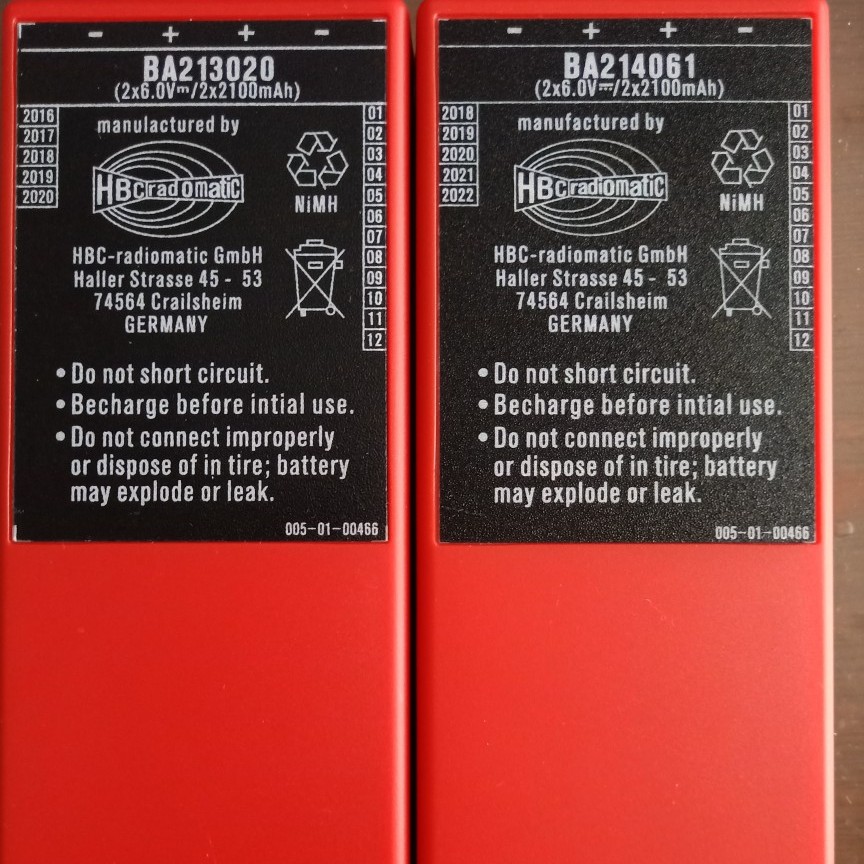 - + + -
BA213020
(2x6.0V⎓/2x2100mAh)
2016
2017
2018
2019
2020
manulactured by
HBC rad omatic
NiMH
HBC-radiomatic GmbH
Haller Strasse 45 - 53
74564 Crailsheim
GERMANY
01
02
03
04
05
06
07
08
09
10
11
12
• Do not short circuit.
• Becharge before intial use.
• Do not connect improperly
or dispose of in tire; battery
may explode or leak.
005-01-00466
- + + -
BA214061
(2x6.0V⎓/2x2100mAh)
2018
2019
2020
2021
2022
manufactured by
HBC radiomatic
NiMH
HBC-radiomatic GmbH
Haller Strasse 45 - 53
74564 Crailsheim
GERMANY
01
02
03
04
05
06
07
08
09
10
11
12
• Do not short circuit.
• Becharge before intial use.
• Do not connect improperly
or dispose of in tire; battery
may explode or leak.
005-01-00466